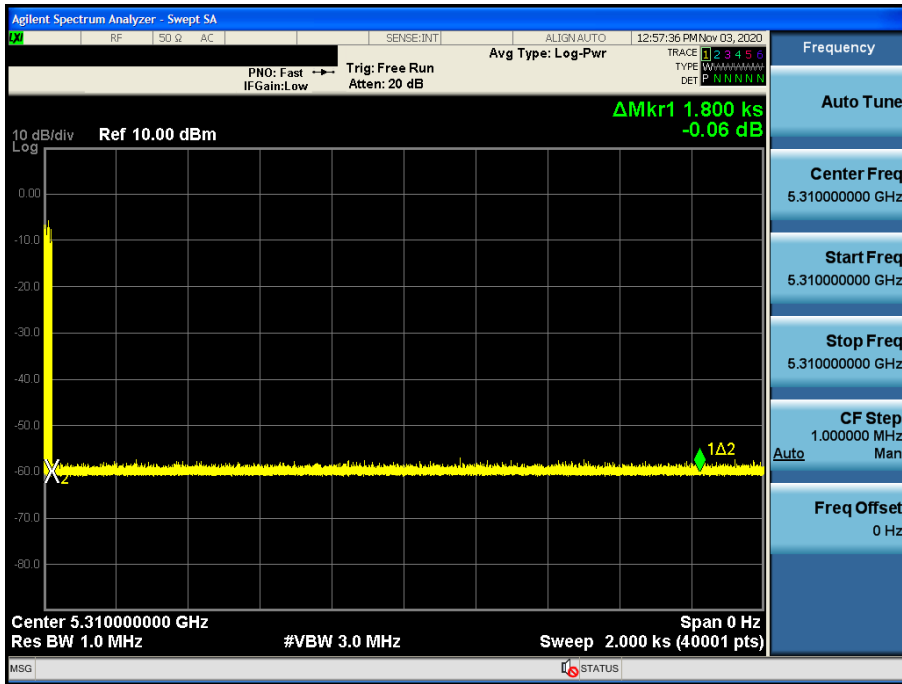 Agilent Spectrum Analyzer - Swept SA
LXI RF 50 Ω AC SENSE:INT ALIGNAUTO 12:57:36 PMNov 03, 2020
PNO: Fast
IFGain:Low
Trig: Free Run
Atten: 20 dB
Avg Type: Log-Pwr
TRACE 1 2 3 4 5 6
TYPE WWWWWW
DET P N N N N N
ΔMkr1 1.800 ks
-0.06 dB
10 dB/div Ref 10.00 dBm
Log
0.00
-10.0
-20.0
-30.0
-40.0
-50.0
-60.0
-70.0
-80.0
X2
1Δ2
Center 5.310000000 GHz Span 0 Hz
Res BW 1.0 MHz #VBW 3.0 MHz Sweep 2.000 ks (40001 pts)
MSG STATUS
Frequency
Auto Tune
Center Freq
5.310000000 GHz
Start Freq
5.310000000 GHz
Stop Freq
5.310000000 GHz
CF Step
1.000000 MHz
Auto Man
Freq Offset
0 Hz